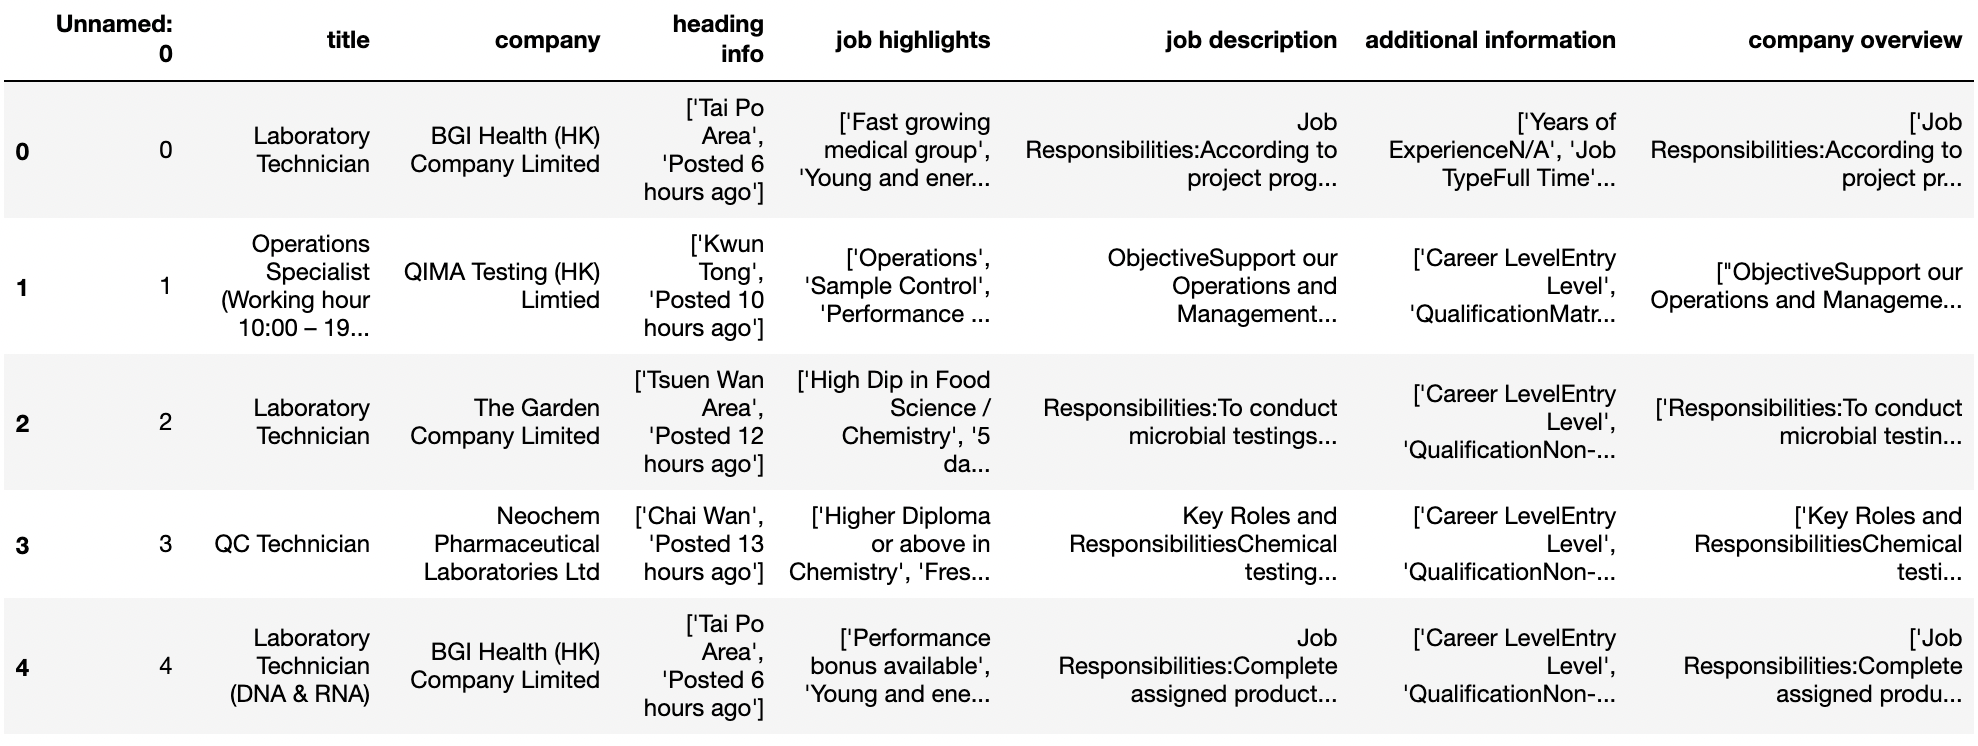 Unnamed: 0 title company heading info job highlights job description additional information company overview
0 0 Laboratory Technician BGI Health (HK) Company Limited ['Tai Po Area', 'Posted 6 hours ago'] ['Fast growing medical group', 'Young and ener... Job Responsibilities:According to project prog... ['Years of ExperienceN/A', 'Job TypeFull Time'... ['Job Responsibilities:According to project pr...
1 1 Operations Specialist (Working hour 10:00 – 19... QIMA Testing (HK) Limtied ['Kwun Tong', 'Posted 10 hours ago'] ['Operations', 'Sample Control', 'Performance ... ObjectiveSupport our Operations and Management... ['Career LevelEntry Level', 'QualificationMatr... ["ObjectiveSupport our Operations and Manageme...
2 2 Laboratory Technician The Garden Company Limited ['Tsuen Wan Area', 'Posted 12 hours ago'] ['High Dip in Food Science / Chemistry', '5 da... Responsibilities:To conduct microbial testings... ['Career LevelEntry Level', 'QualificationNon-... ['Responsibilities:To conduct microbial testin...
3 3 QC Technician Neochem Pharmaceutical Laboratories Ltd ['Chai Wan', 'Posted 13 hours ago'] ['Higher Diploma or above in Chemistry', 'Fres... Key Roles and ResponsibilitiesChemical testing... ['Career LevelEntry Level', 'QualificationNon-... ['Key Roles and ResponsibilitiesChemical testi...
4 4 Laboratory Technician (DNA & RNA) BGI Health (HK) Company Limited ['Tai Po Area', 'Posted 6 hours ago'] ['Performance bonus available', 'Young and ene... Job Responsibilities:Complete assigned product... ['Career LevelEntry Level', 'QualificationNon-... ['Job Responsibilities:Complete assigned produ...